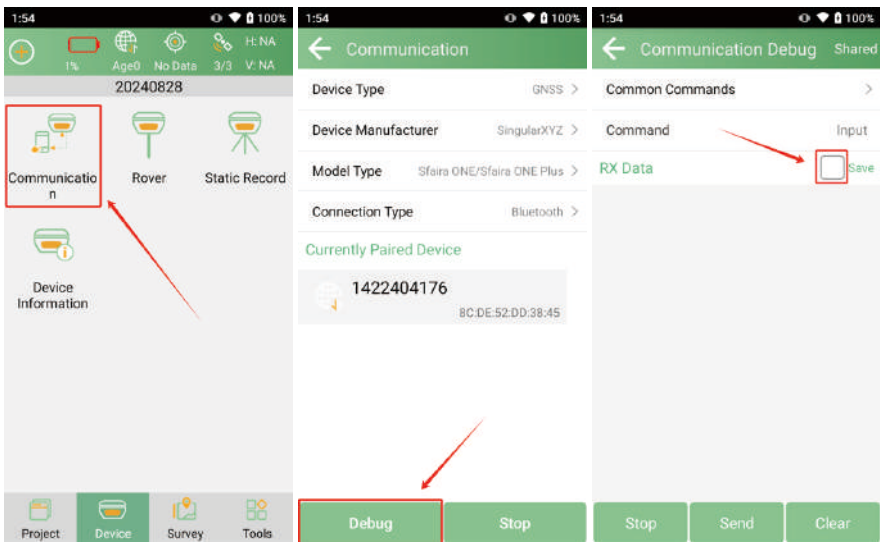 1:54
100%
1%
Age0
No Data
3/3
H: NA
V: NA
20240828
Communicatio
n
Rover
Static Record
Device
Information
Project
Device
Survey
Tools
1:54
100%
Communication
Device Type GNSS >
Device Manufacturer SingularXYZ >
Model Type Sfaira ONE/Sfaira ONE Plus >
Connection Type Bluetooth >
Currently Paired Device
1422404176
8C:DE:52:DD:38:45
Debug
Stop
1:54
100%
Communication Debug Shared
Common Commands >
Command Input
RX Data Save
Stop
Send
Clear